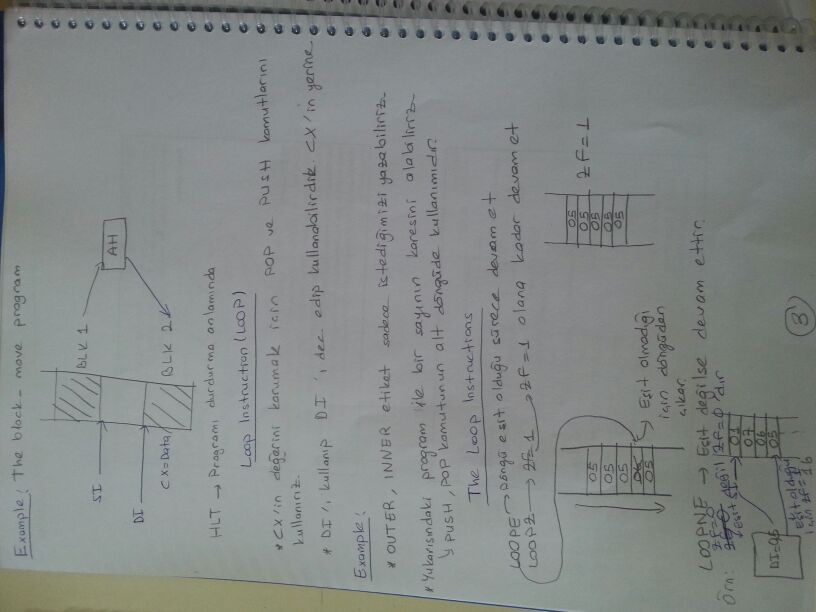 Example: The block-move program
BLK 1
SI
AH
DI
BLK 2
CX=Data
HLT → Programı durdurma anlamında
Loop Instruction (LOOP)
* CX'in değerini korumak için POP ve PUSH komutlarını
kullanırız.
* DI'ı kullanıp DI'ı dec edip kullanabilirdik. CX'in yerine
Example:
* OUTER, INNER etiket sadece istediğimizi yazabiliriz.
* Yukarısındaki program ile bir sayının karesini alabiliriz.
PUSH, POP komutunun alt döngüde kullanımıdır.
The Loop Instructions
LOOPE → Döngü eşit olduğu sürece devam et
LOOPZ → ZF=1 → ZF=1 olana kadar devam et
05
05
05
05
Eşit olmadığı
için döngüden
çıkar.
05
05
05
05
05
ZF=1
LOOPNE → Eşit değilse devam ettir.
ZF=0
Örn:
eşit değil ZF=0'dır
01
07
06
05
DI=05
eşit olduğu
için ZF=1
3